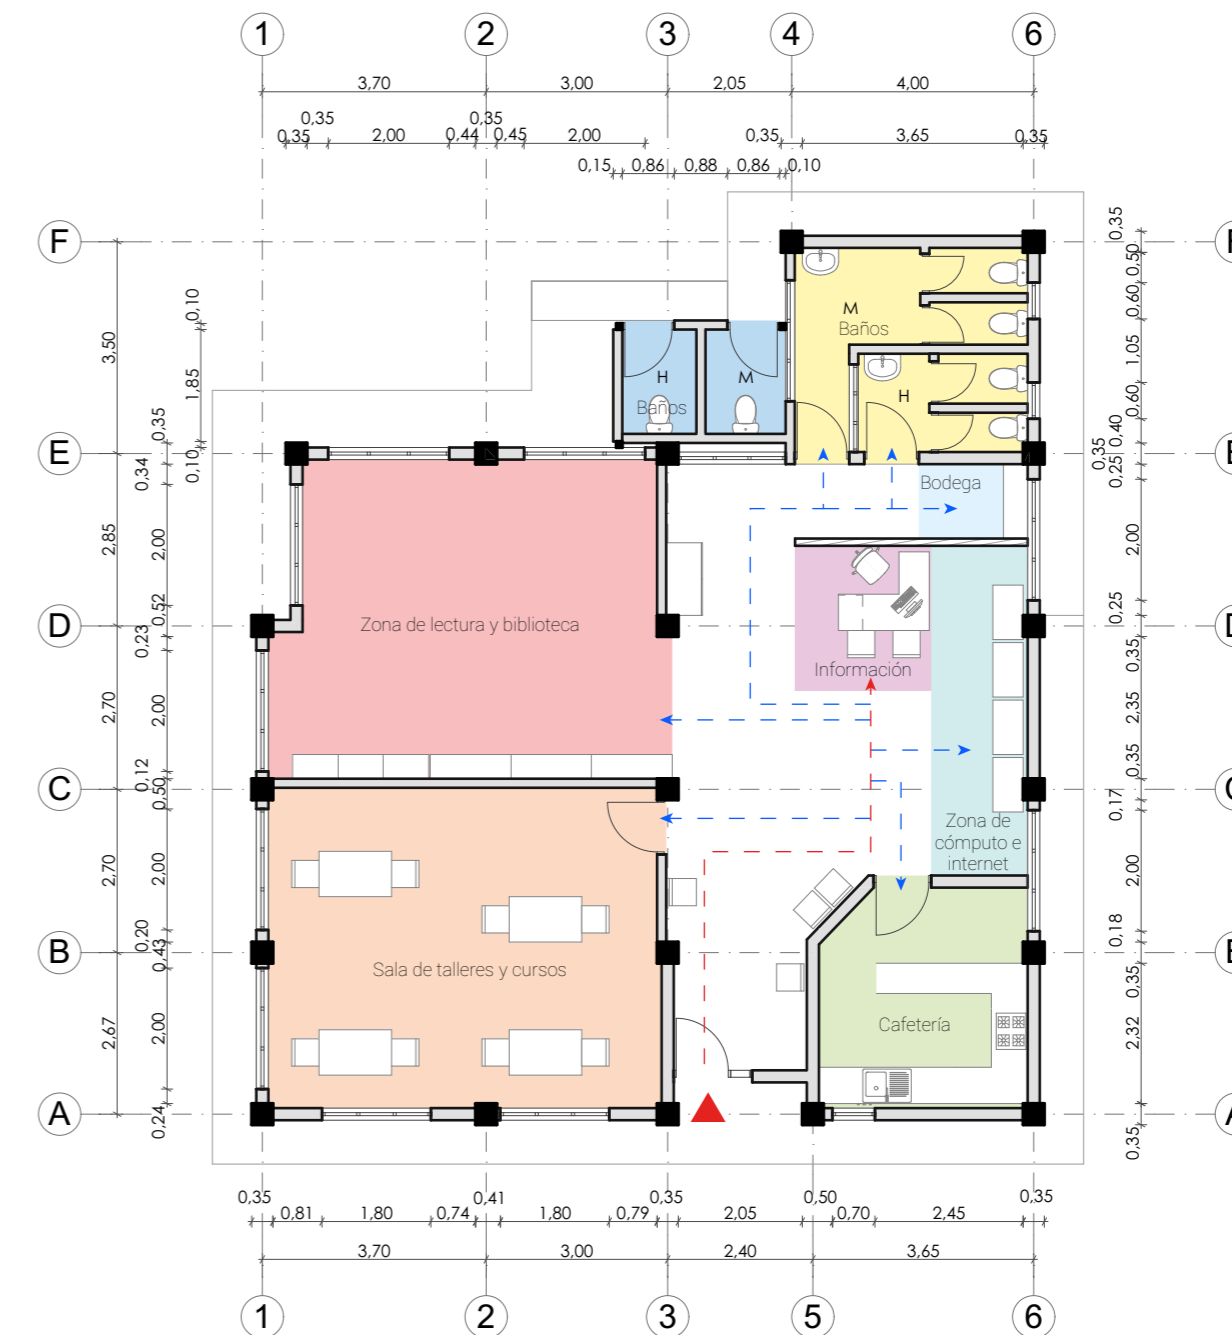 1 2 3 4 6
3,70 3,00 2,05 4,00
0,35 0,35
0,35 2,00 0,44 0,45 2,00 0,35 3,65 0,35
0,15 0,86 0,88 0,86 0,10
F
E
D
C
B
A
3,50
2,85
2,70
2,70
2,67
0,10
1,85
0,35
0,10
0,34
2,00
0,52
0,23
2,00
0,12
0,50
2,00
0,20
0,43
2,00
0,24
M
Baños
H
H
M
Baños
Bodega
Zona de lectura y biblioteca
Información
Zona de
cómputo e
internet
Sala de talleres y cursos
Cafetería
0,35
0,50
0,60
1,05
0,60
0,40
0,35
0,25
2,00
0,25
0,35
2,35
0,35
0,17
2,00
0,18
0,35
2,32
0,35
0,35 0,41 0,35 0,50 0,35
0,81 1,80 0,74 1,80 0,79 2,05 0,70 2,45
3,70 3,00 2,40 3,65
1 2 3 5 6